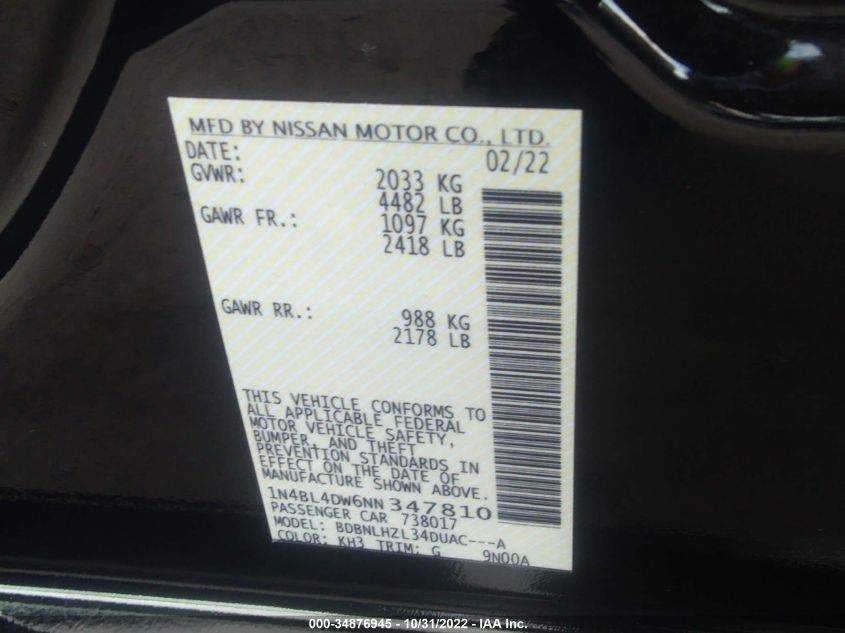 MFD BY NISSAN MOTOR CO., LTD.
DATE: 02/22
GVWR: 2033 KG
4482 LB
GAWR FR.: 1097 KG
2418 LB
GAWR RR.: 988 KG
2178 LB
THIS VEHICLE CONFORMS TO
ALL APPLICABLE FEDERAL
MOTOR VEHICLE SAFETY,
BUMPER, AND THEFT
PREVENTION STANDARDS IN
EFFECT ON THE DATE OF
MANUFACTURE SHOWN ABOVE.
1N4BL4DW6NN347810
PASSENGER CAR 738017
MODEL: BDBNLHZL34DUAC---A
COLOR: KH3 TRIM: G 9N00A
000-34876945 - 10/31/2022 - IAA Inc.